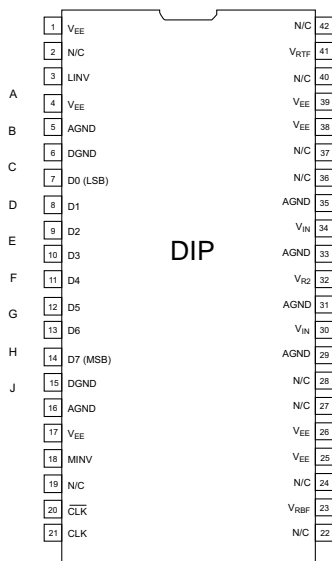 1 VEE N/C 42
2 N/C VRTF 41
3 LINV N/C 40
A
4 VEE VEE 39
B
5 AGND VEE 38
6 DGND N/C 37
C
7 D0 (LSB) N/C 36
D
8 D1 AGND 35
9 D2 VIN 34
E
10 D3 AGND 33
DIP
F
11 D4 VR2 32
G
12 D5 AGND 31
13 D6 VIN 30
H
14 D7 (MSB) AGND 29
J
15 DGND N/C 28
16 AGND N/C 27
17 VEE VEE 26
18 MINV VEE 25
19 N/C N/C 24
20 CLK VRBF 23
21 CLK N/C 22